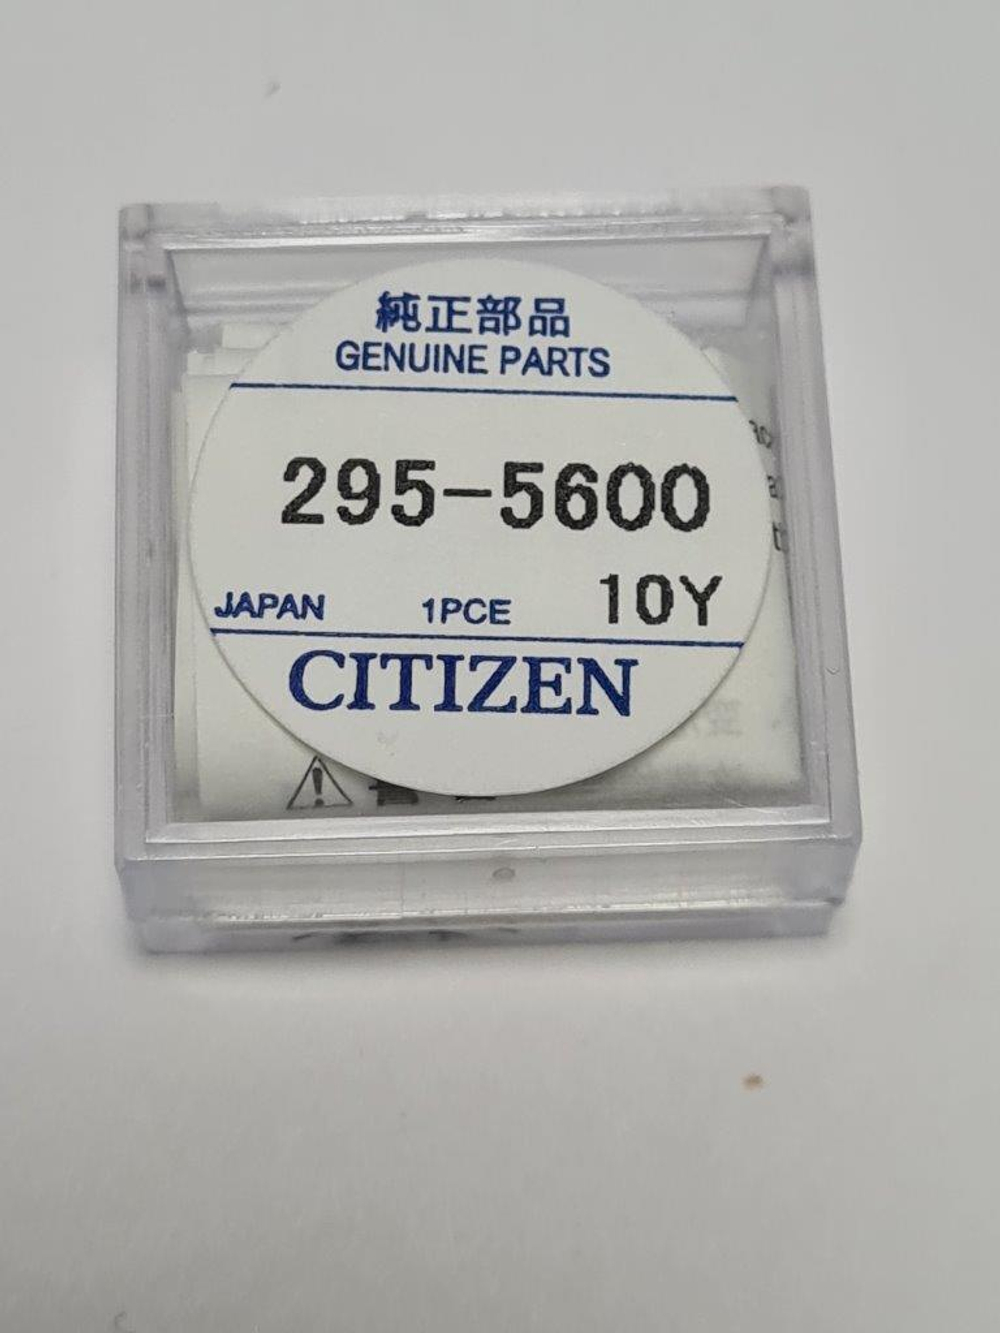 純正部品
GENUINE PARTS
295-5600
JAPAN 1PCE 10Y
CITIZEN